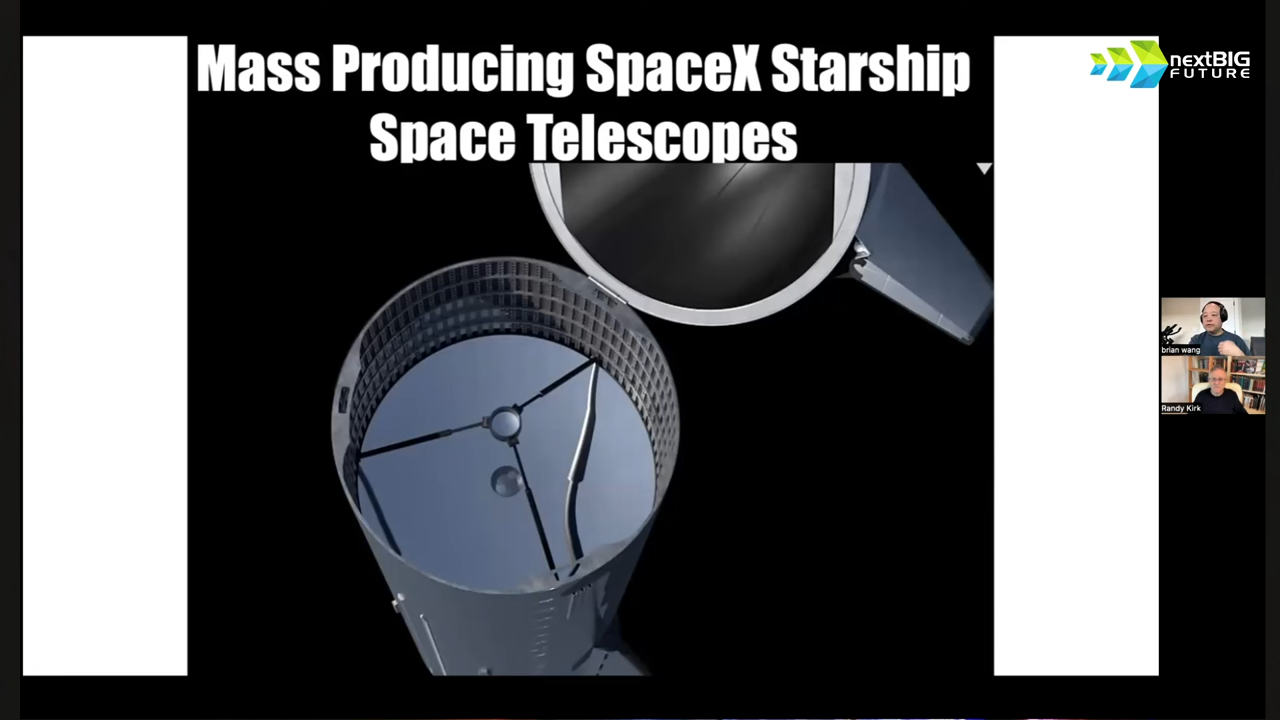 Mass Producing SpaceX Starship
Space Telescopes
nextBIG
FUTURE
brian wang
Randy Kirk